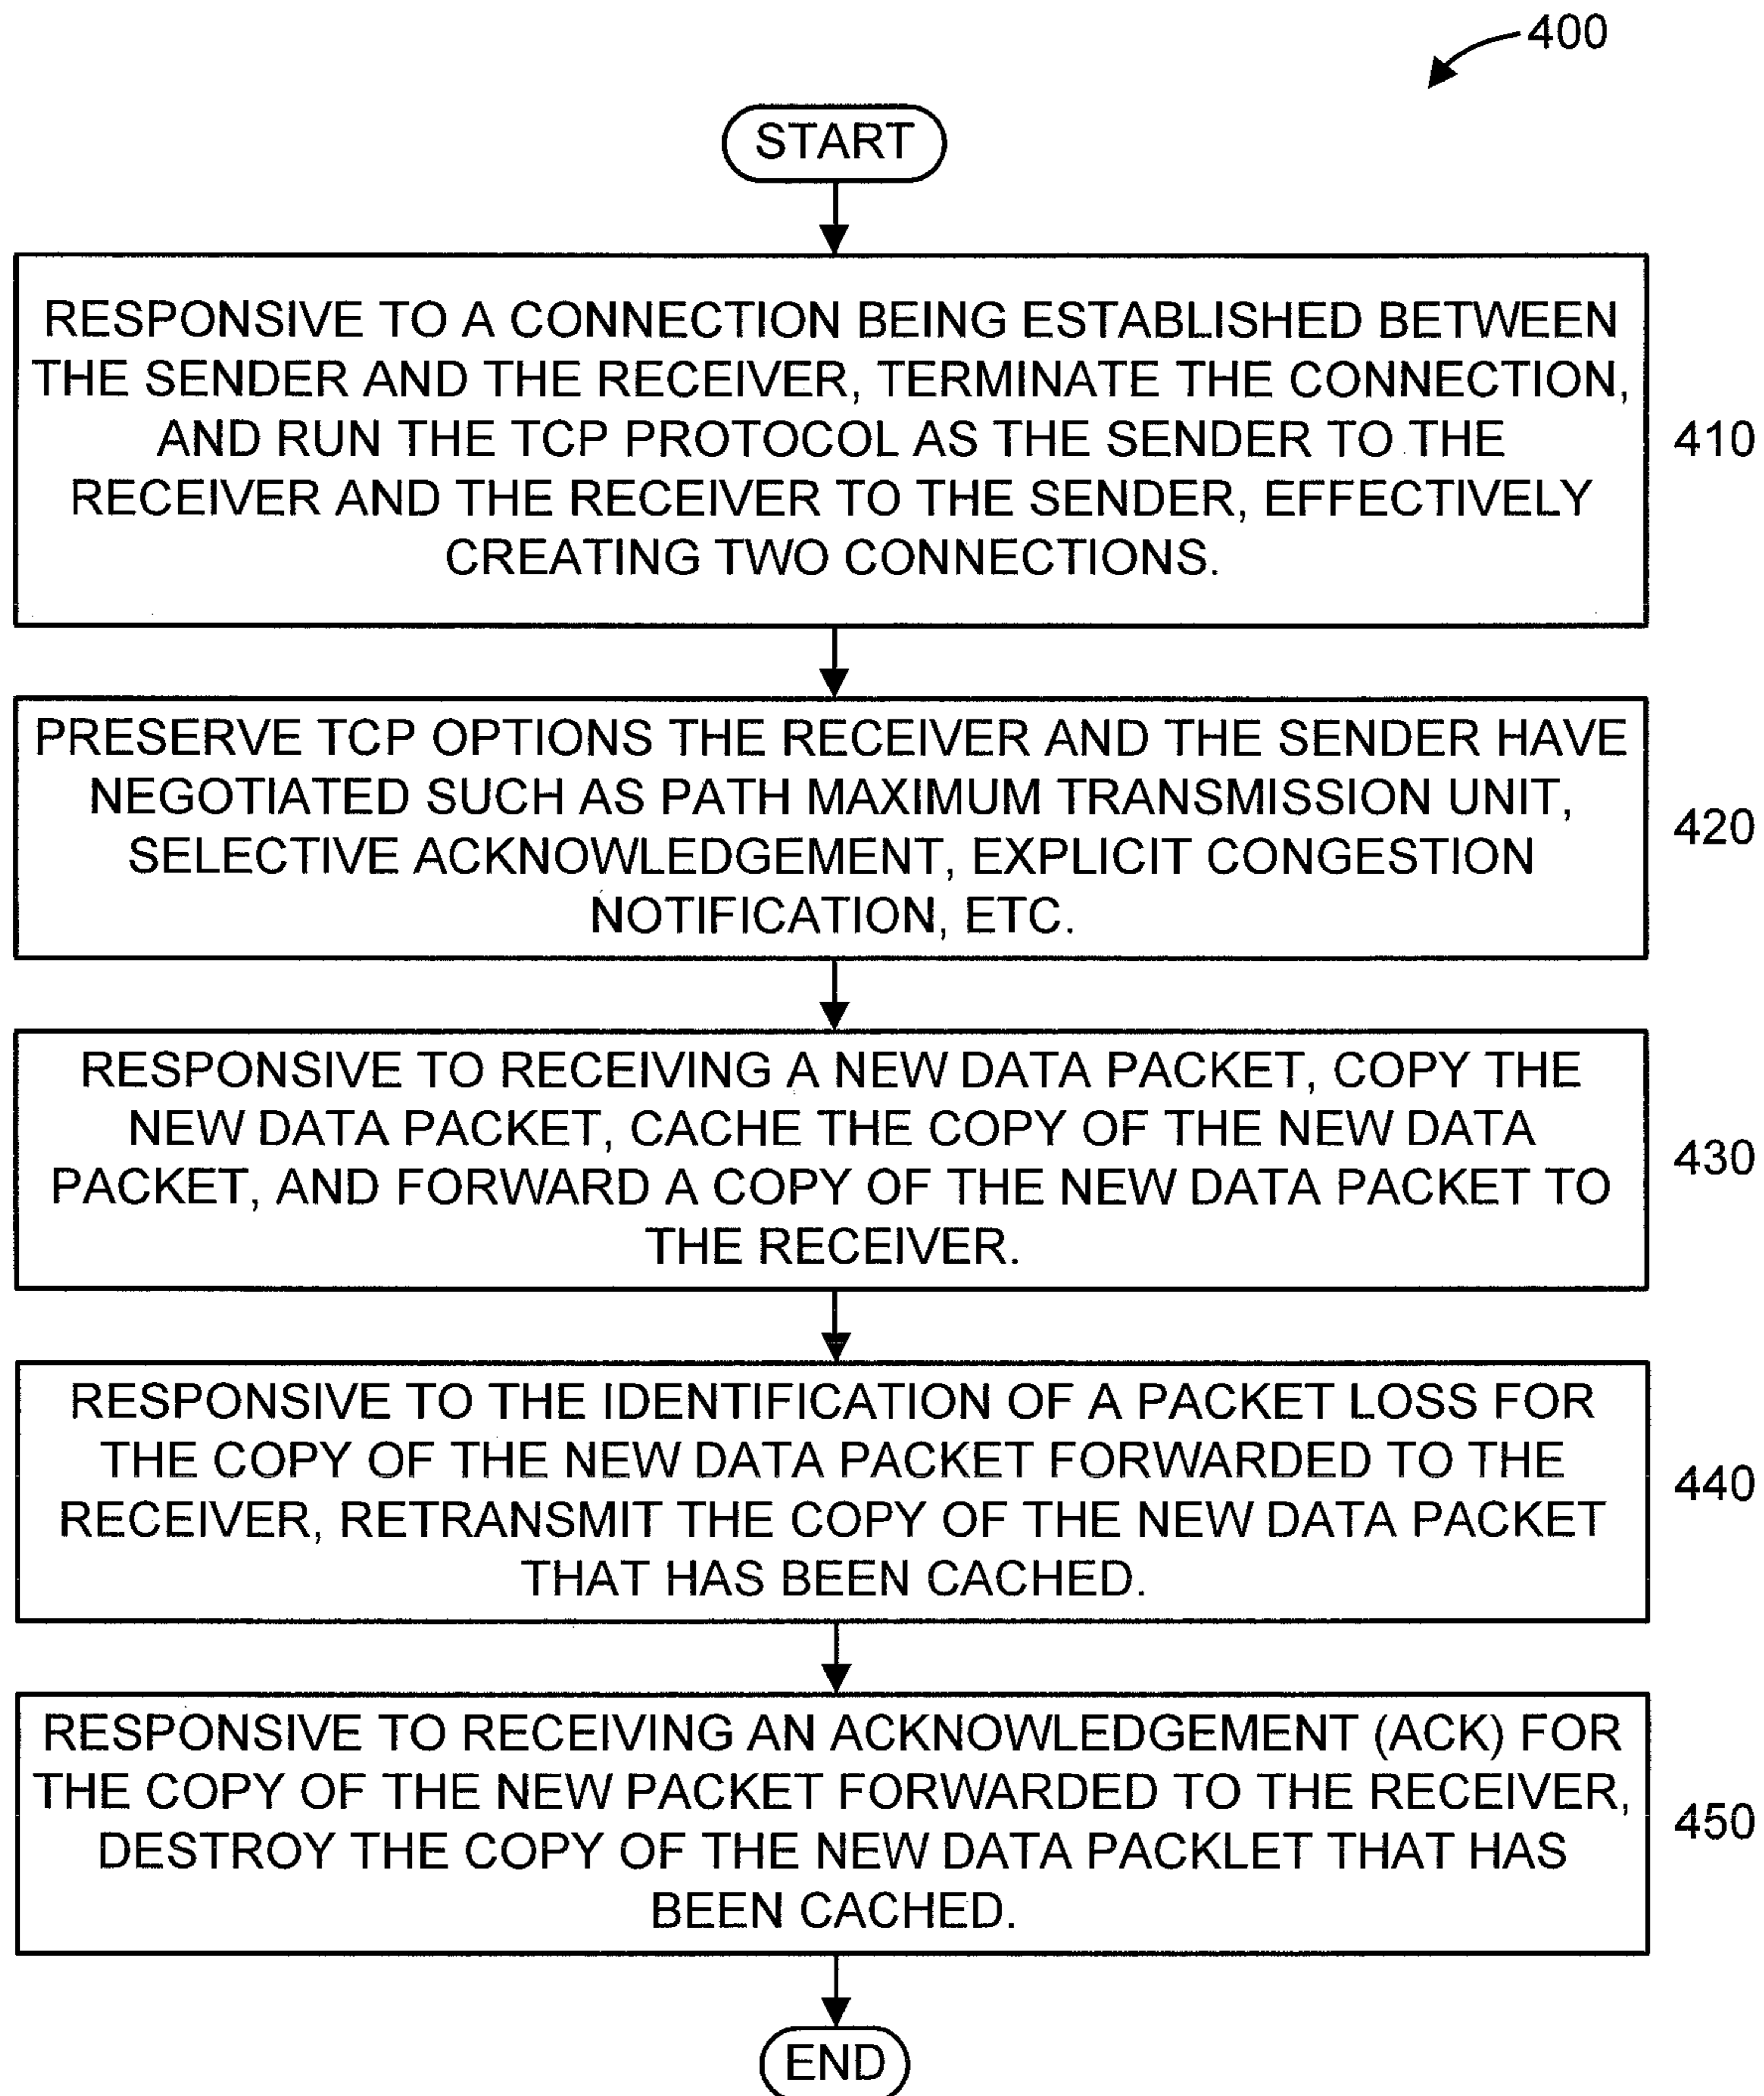 400
START
RESPONSIVE TO A CONNECTION BEING ESTABLISHED BETWEEN
THE SENDER AND THE RECEIVER, TERMINATE THE CONNECTION,
AND RUN THE TCP PROTOCOL AS THE SENDER TO THE
RECEIVER AND THE RECEIVER TO THE SENDER, EFFECTIVELY
CREATING TWO CONNECTIONS.
410
PRESERVE TCP OPTIONS THE RECEIVER AND THE SENDER HAVE
NEGOTIATED SUCH AS PATH MAXIMUM TRANSMISSION UNIT,
SELECTIVE ACKNOWLEDGEMENT, EXPLICIT CONGESTION
NOTIFICATION, ETC.
420
RESPONSIVE TO RECEIVING A NEW DATA PACKET, COPY THE
NEW DATA PACKET, CACHE THE COPY OF THE NEW DATA
PACKET, AND FORWARD A COPY OF THE NEW DATA PACKET TO
THE RECEIVER.
430
RESPONSIVE TO THE IDENTIFICATION OF A PACKET LOSS FOR
THE COPY OF THE NEW DATA PACKET FORWARDED TO THE
RECEIVER, RETRANSMIT THE COPY OF THE NEW DATA PACKET
THAT HAS BEEN CACHED.
440
RESPONSIVE TO RECEIVING AN ACKNOWLEDGEMENT (ACK) FOR
THE COPY OF THE NEW PACKET FORWARDED TO THE RECEIVER,
DESTROY THE COPY OF THE NEW DATA PACKLET THAT HAS
BEEN CACHED.
450
END